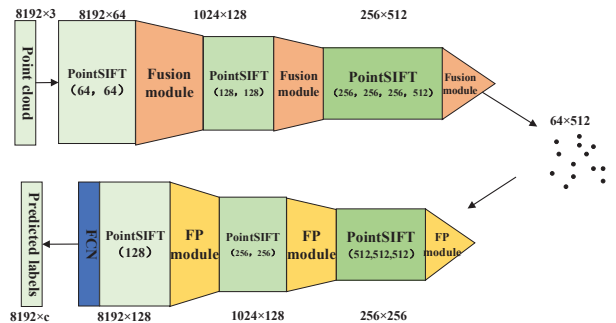 8192×3
8192×64
1024×128
256×512
Point cloud
PointSIFT
(64, 64)
Fusion
module
PointSIFT
(128, 128)
Fusion
module
PointSIFT
(256, 256, 256, 512)
Fusion
module
64×512
Predicted labels
FCN
PointSIFT
(128)
FP
module
PointSIFT
(256, 256)
FP
module
PointSIFT
(512,512,512)
FP
module
8192×c
8192×128
1024×128
256×256